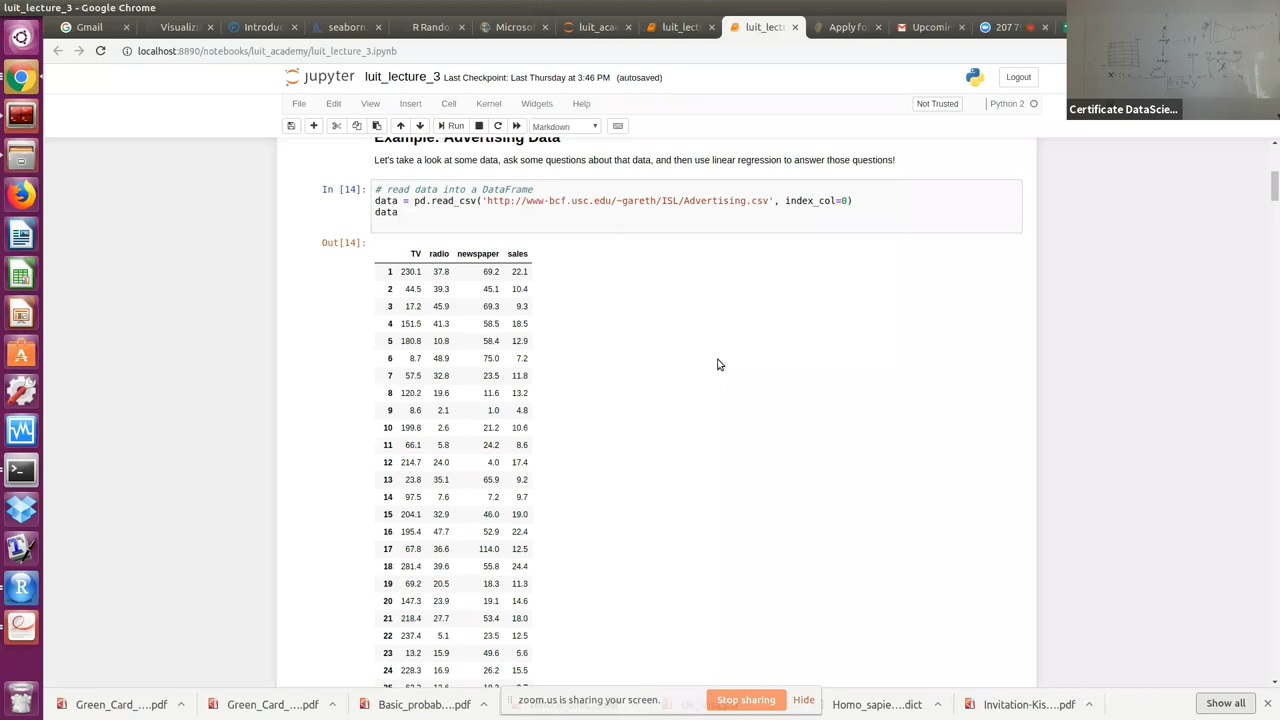 luit_lecture_3 - Google Chrome
Gmail
Visualizi
Introduc
seaborn
R Random
Microso
luit_aca
luit_lect
luit_lect
Apply fo
Upcomi
207 7
localhost:8890/notebooks/luit_academy/luit_lecture_3.ipynb
jupyter luit_lecture_3 Last Checkpoint: Last Thursday at 3:46 PM (autosaved)
Logout
Certificate DataScie...
File Edit View Insert Cell Kernel Widgets Help
Not Trusted
Python 2
Run
Markdown
Example: Advertising Data
Let's take a look at some data, ask some questions about that data, and then use linear regression to answer those questions!
In [14]:
# read data into a DataFrame
data = pd.read_csv('http://www-bcf.usc.edu/~gareth/ISL/Advertising.csv', index_col=0)
data
Out[14]:
TV radio newspaper sales
1 230.1 37.8 69.2 22.1
2 44.5 39.3 45.1 10.4
3 17.2 45.9 69.3 9.3
4 151.5 41.3 58.5 18.5
5 180.8 10.8 58.4 12.9
6 8.7 48.9 75.0 7.2
7 57.5 32.8 23.5 11.8
8 120.2 19.6 11.6 13.2
9 8.6 2.1 1.0 4.8
10 199.8 2.6 21.2 10.6
11 66.1 5.8 24.2 8.6
12 214.7 24.0 4.0 17.4
13 23.8 35.1 65.9 9.2
14 97.5 7.6 7.2 9.7
15 204.1 32.9 46.0 19.0
16 195.4 47.7 52.9 22.4
17 67.8 36.6 114.0 12.5
18 281.4 39.6 55.8 24.4
19 69.2 20.5 18.3 11.3
20 147.3 23.9 19.1 14.6
21 218.4 27.7 53.4 18.0
22 237.4 5.1 23.5 12.5
23 13.2 15.9 49.6 5.6
24 228.3 16.9 26.2 15.5
Green_Card_....pdf
Green_Card_....pdf
Basic_probab....pdf
zoom.us is sharing your screen.
Stop sharing
Hide
Homo_sapie....dict
Invitation-Kis....pdf
Show all